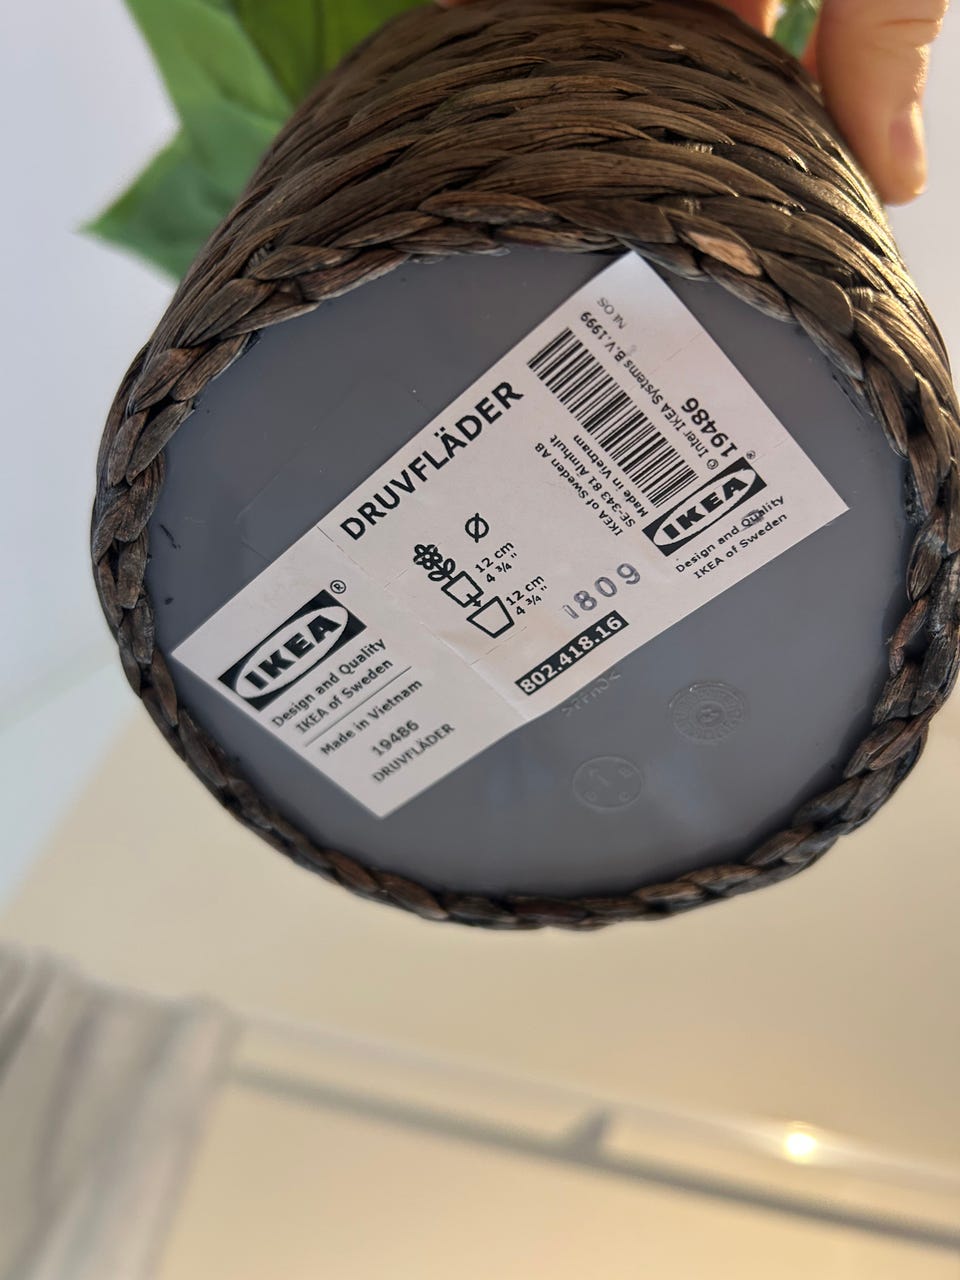 DRUVFLÄDER
IKEA®
Design and Quality
IKEA of Sweden
Made in Vietnam
19486
DRUVFLÄDER
Ø
12 cm
4 ¾"
12 cm
4 ¾"
1809
802.418.16
© Inter IKEA Systems B.V.1999
19486
IKEA of Sweden AB
SE-343 81 Älmhult
Made in Vietnam
IKEA®
Design and Quality
IKEA of Sweden